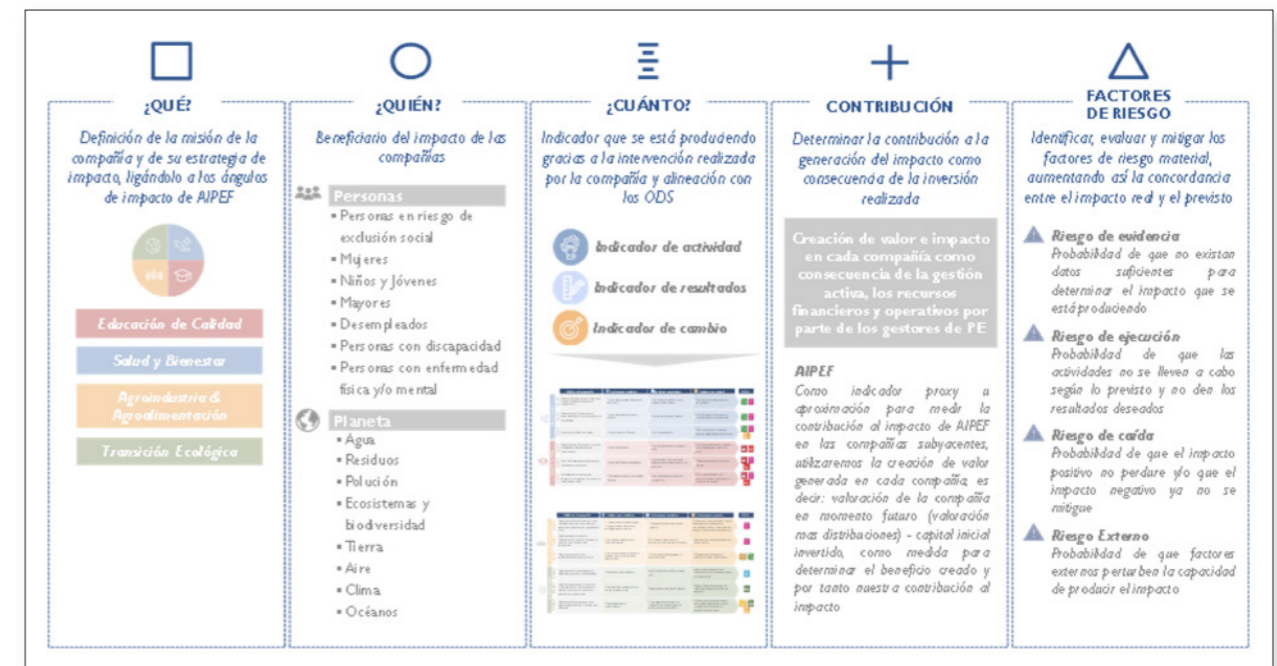 ¿QUÉ?
Definición de la misión de la
compañía y de su estrategia de
impacto, ligándolo a los ángulos
de impacto de AIPEF
Educación de Calidad
Salud y Bienestar
Agroindustria &
Agroalimentación
Transición Ecológica
¿QUIÉN?
Beneficiario del impacto de las
compañías
Personas
▪ Personas en riesgo de
exclusión social
▪ Mujeres
▪ Niños y Jóvenes
▪ Mayores
▪ Desempleados
▪ Personas con discapacidad
▪ Personas con enfermedad
física y/o mental
Planeta
▪ Agua
▪ Residuos
▪ Polución
▪ Ecosistemas y
biodiversidad
▪ Tierra
▪ Aire
▪ Clima
▪ Océanos
¿CUÁNTO?
Indicador que se está produciendo
gracias a la intervención realizada
por la compañía y alineación con
los ODS
Indicador de actividad
Indicador de resultados
Indicador de cambio
CONTRIBUCIÓN
Determinar la contribución a la
generación del impacto como
consecuencia de la inversión
realizada
Creación de valor e impacto
en cada compañía como
consecuencia de la gestión
activa, los recursos
financieros y operativos por
parte de los gestores de PE
AIPEF
Como indicador proxy a
aproximación para medir la
contribución al impacto de AIPEF
en las compañías subyacentes,
utilizaremos la creación de valor
generada en cada compañía, es
decir: valoración de la compañía
en momento futuro (valoración
mas distribuciones) - capital inicial
invertido, como medida para
determinar el beneficio creado y
por tanto nuestra contribución al
impacto
FACTORES
DE RIESGO
Identificar, evaluar y mitigar los
factores de riesgo material,
aumentando así la concordancia
entre el impacto real y el previsto
Riesgo de evidencia
Probabilidad de que no existan
datos suficientes para
determinar el impacto que se
está produciendo
Riesgo de ejecución
Probabilidad de que las
actividades no se lleven a cabo
según lo previsto y no den los
resultados deseados
Riesgo de caída
Probabilidad de que el impacto
positivo no perdure y/o que el
impacto negativo ya no se
mitigue
Riesgo Externo
Probabilidad de que factores
externos perturben la capacidad
de producir el impacto